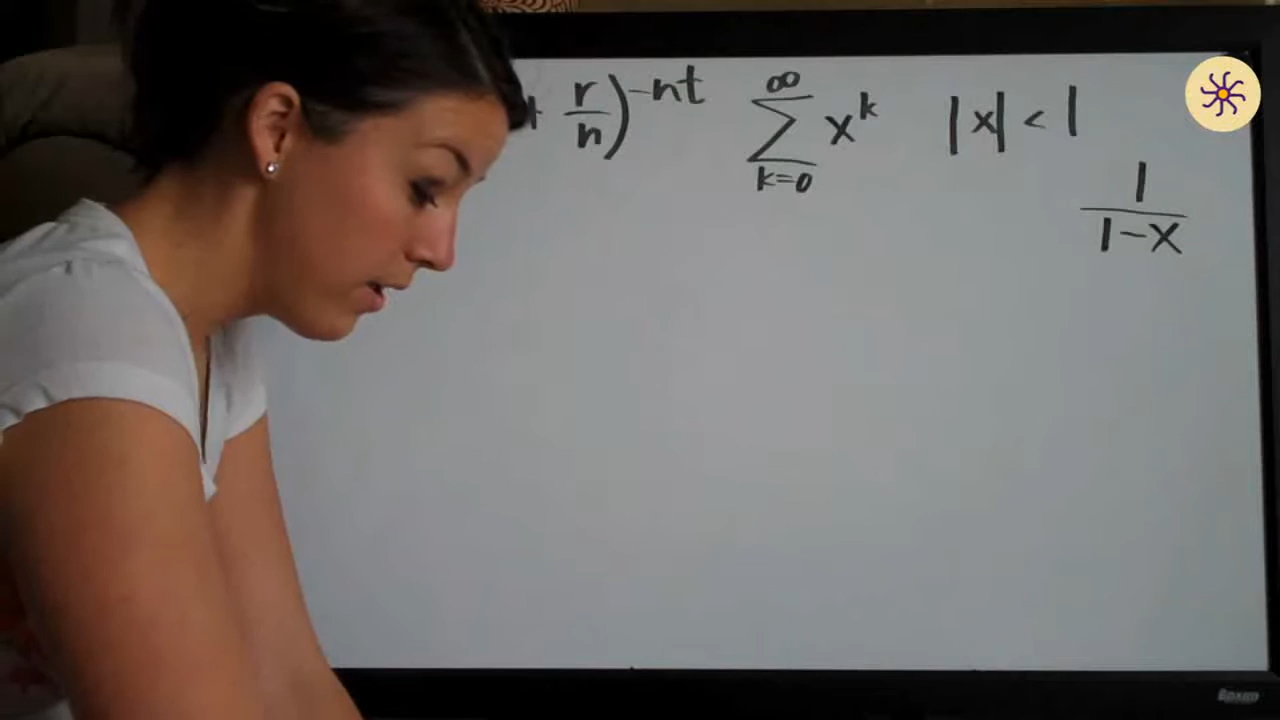 + r/n)^-nt ∞ ∑ k=0 x^k |x| < 1
1/1-x